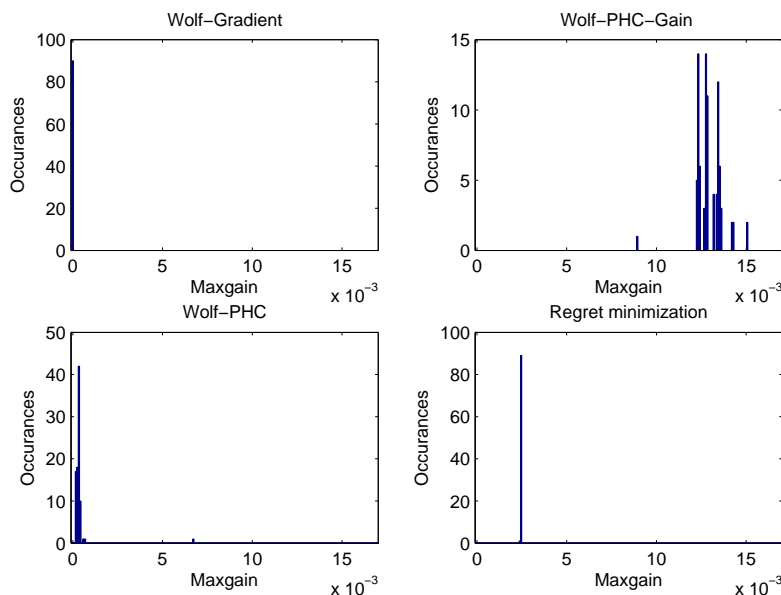 Wolf−Gradient
100
80
60
40
20
0
Occurances
0 5 10 15
Maxgain
x 10−3
Wolf−PHC−Gain
15
10
5
0
Occurances
0 5 10 15
Maxgain
x 10−3
Wolf−PHC
50
40
30
20
10
0
Occurances
0 5 10 15
Maxgain
x 10−3
Regret minimization
100
80
60
40
20
0
Occurances
0 5 10 15
Maxgain
x 10−3